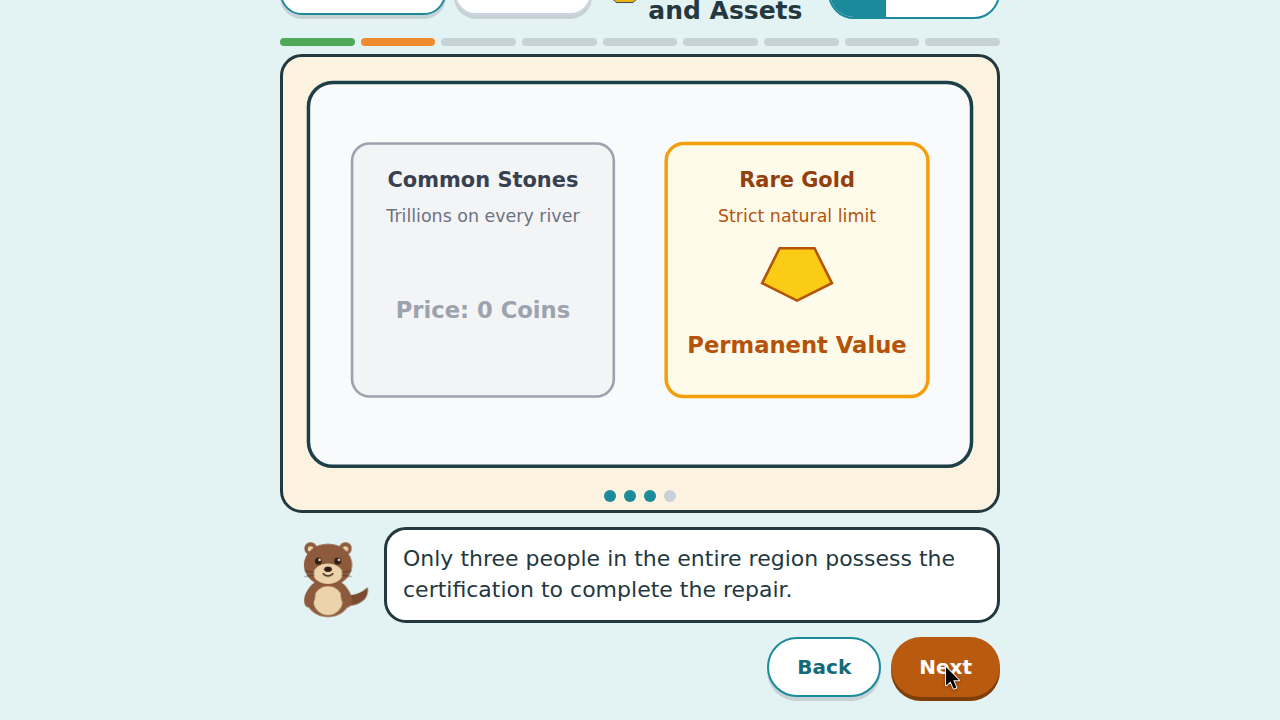 and Assets
Common Stones
Trillions on every river
Price: 0 Coins
Rare Gold
Strict natural limit
Permanent Value
Only three people in the entire region possess the
certification to complete the repair.
Back
Next